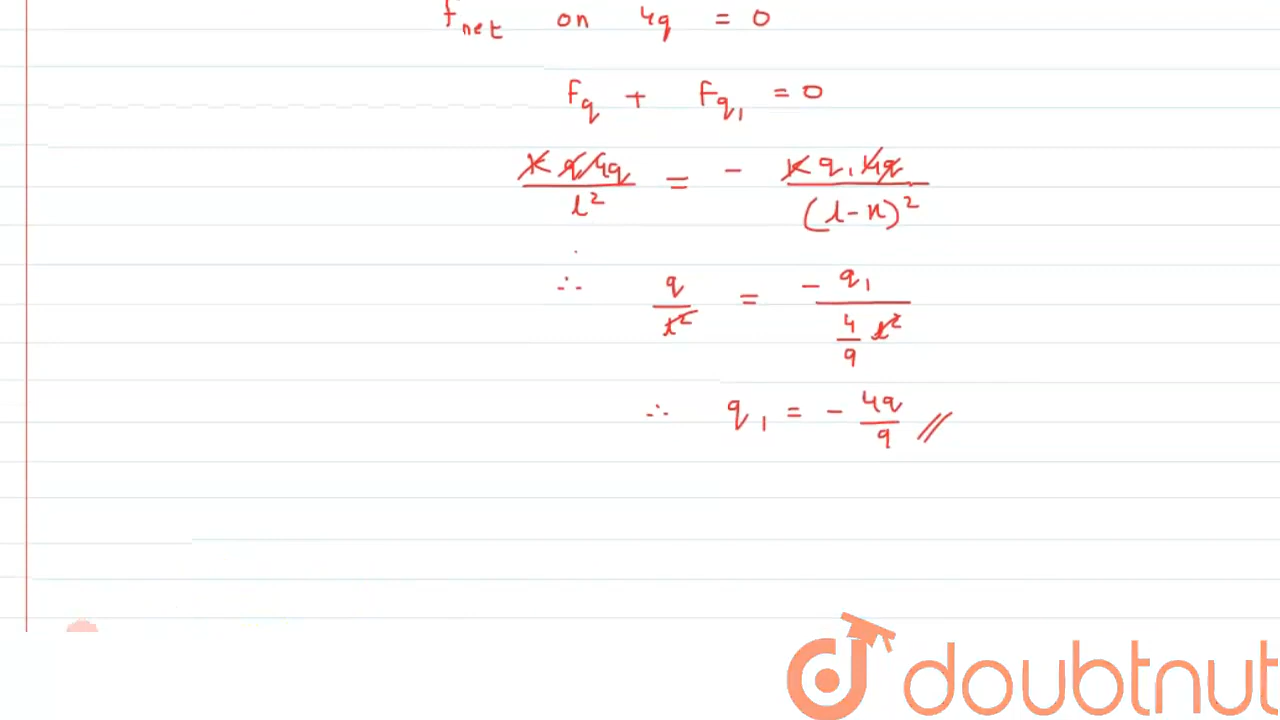 Fnet on 4q = 0
Fq + Fq1 = 0
K q 4q / l² = - K q1 4q / (l-x)²
∴ q / l² = - q1 / 4/9 l²
∴ q1 = - 4q / 9 //
doubtnut